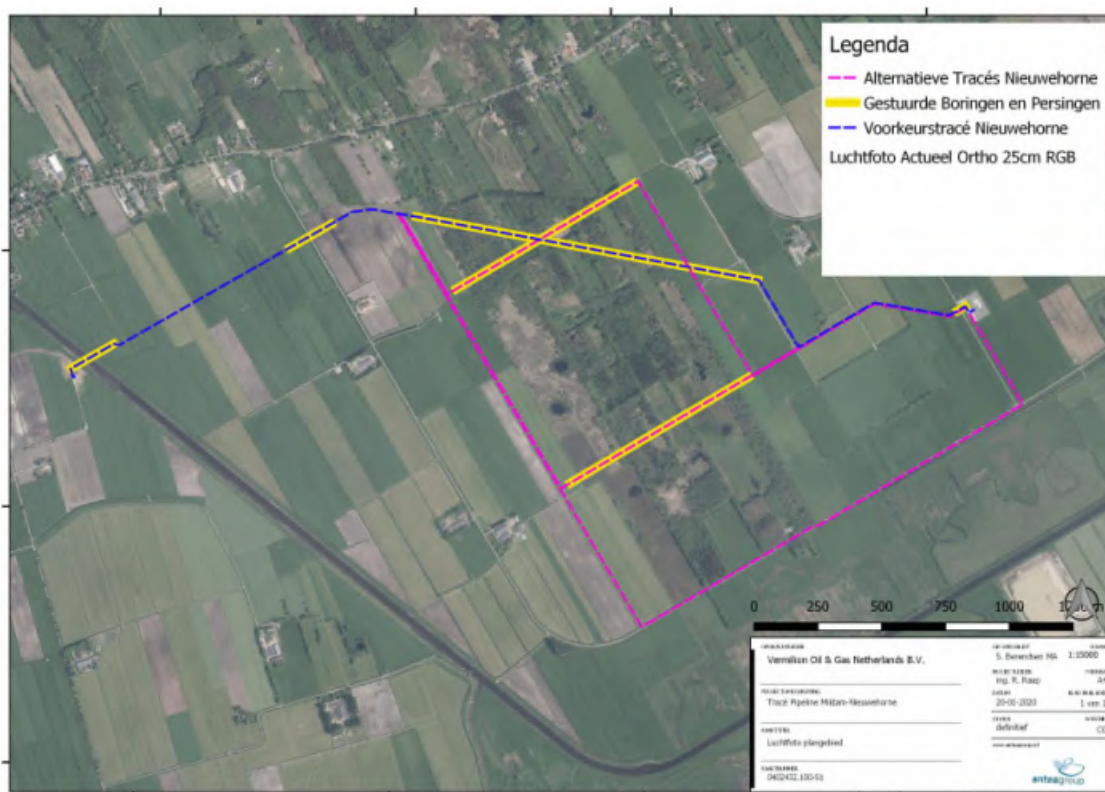 Legenda
Alternatieve Tracés Nieuwehorne
Gestuurde Boringen en Persingen
Voorkeurstracé Nieuwehorne
Luchtfoto Actueel Ortho 25cm RGB
0 250 500 750 1000 m
Vermilion Oil & Gas Netherlands B.V.
S. Berendsen MA 1:15000
ing. R. Raap
Tracé Pipeline Mildam-Nieuwehorne
20-01-2020 1 van 1
definitief
Luchtfoto plangebied
0402432.100-S1
anteagroup